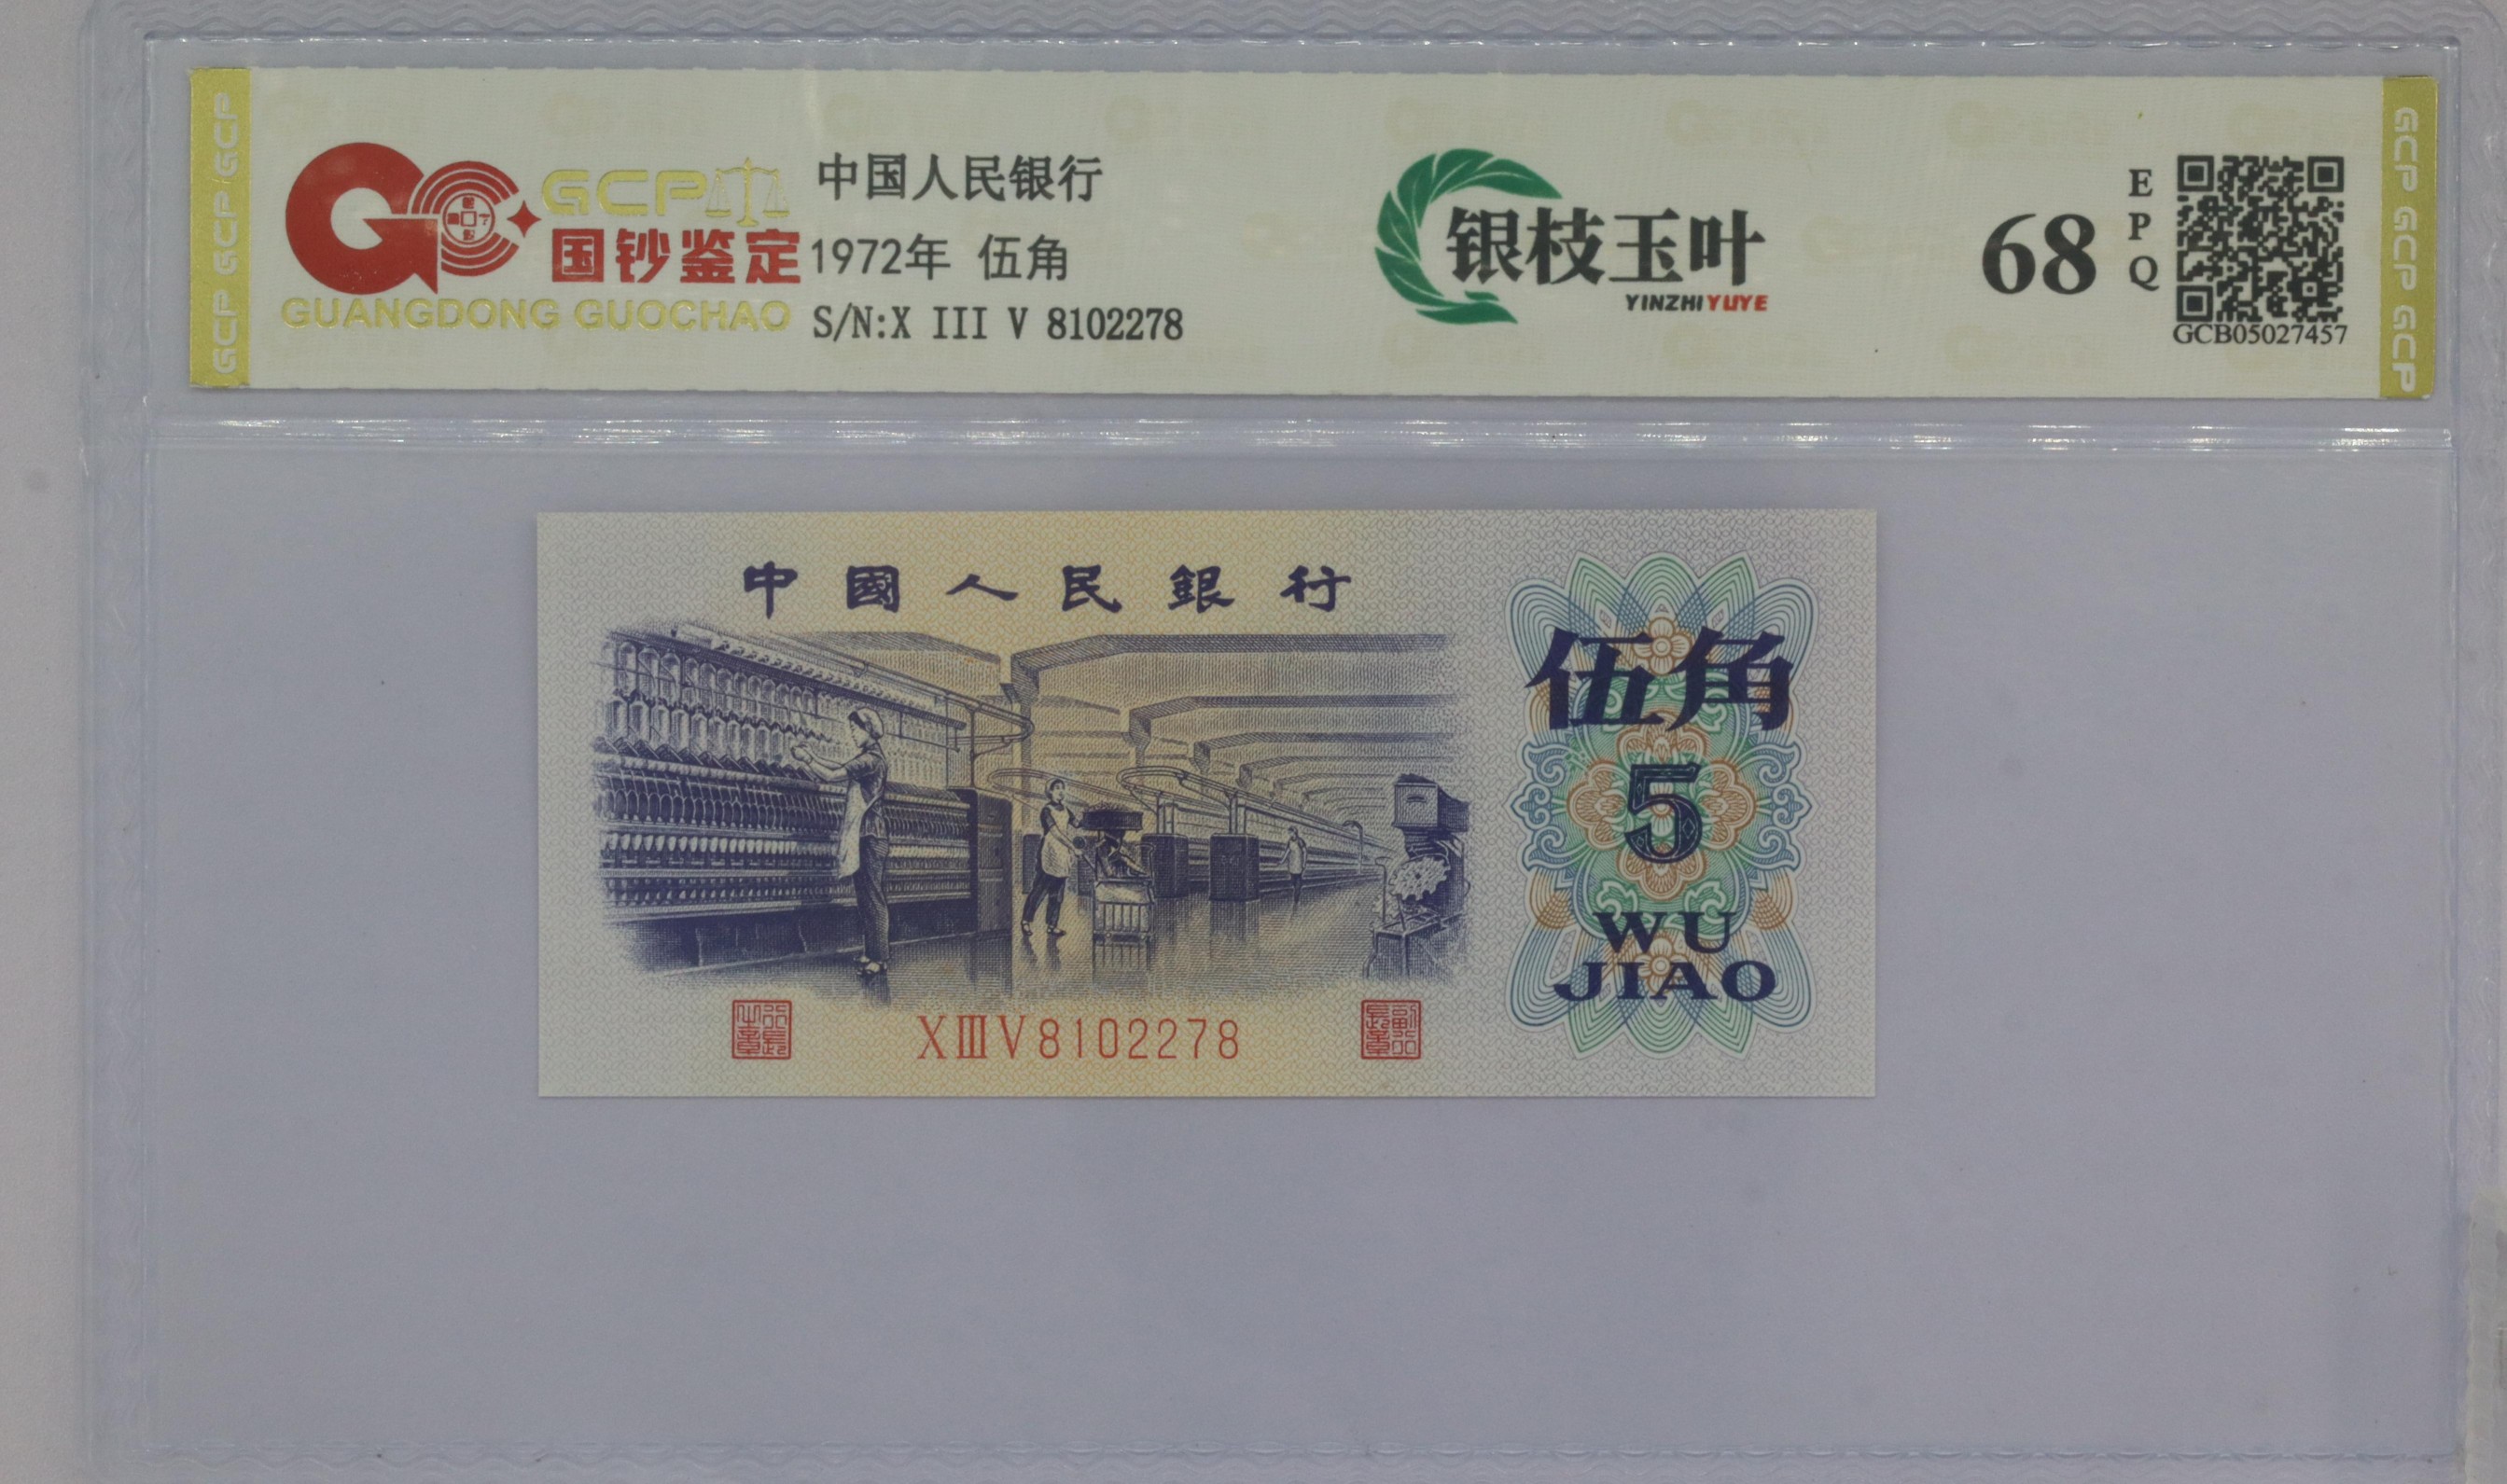 GCP GCP GCP
GCP
国钞鉴定
GUANGDONG GUOCHAO
中国人民银行
1972年 伍角
S/N:X III V 8102278
银枝玉叶
YINZHIYUYE
68
EPQ
GCB05027457
GCP GCP GCP
中國人民銀行
伍角
5
WU
JIAO
XⅢV8102278